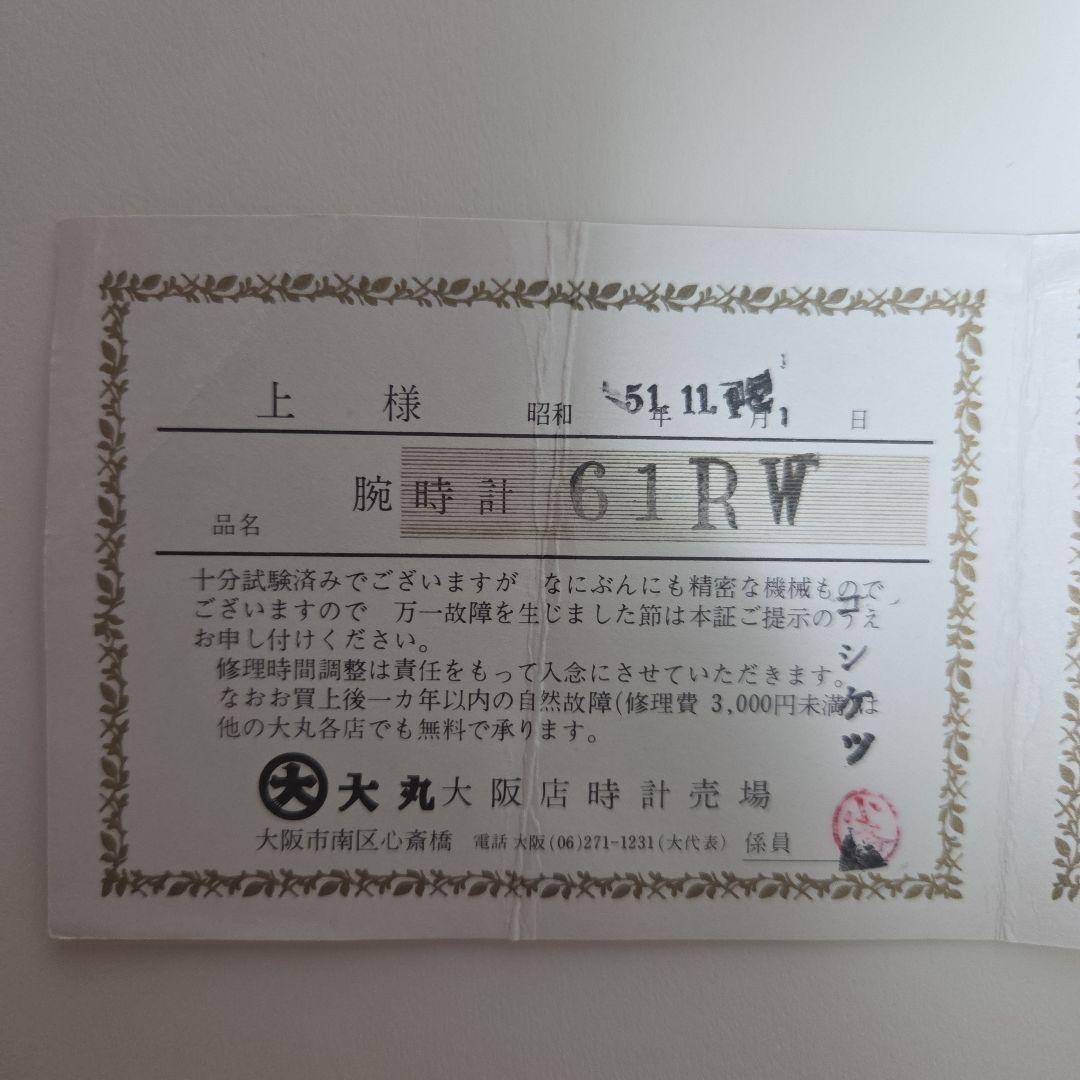 上 様 昭和 51年 11. 月 日
品名 腕時計 61RW
十分試験済みでございますが なにぶんにも精密な機械もので
ございますので 万一故障を生じました節は本証ご提示のうえ
お申し付けください。
修理時間調整は責任をもって入念にさせていただきます。
なおお買上後一カ年以内の自然故障(修理費 3,000円未満)は
他の大丸各店でも無料で承ります。
コシケツ
大 大丸大阪店時計売場
大阪市南区心斎橋 電話 大阪(06)271-1231(大代表) 係員